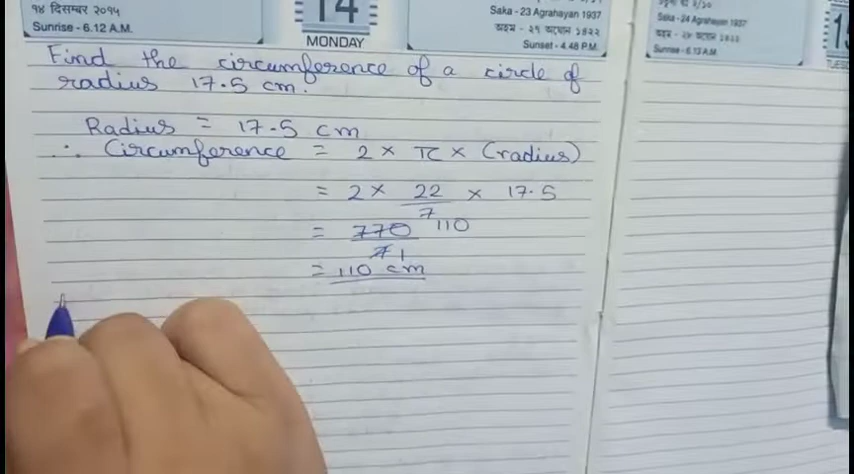 १४ दिसम्बर २०१५
Sunrise - 6.12 A.M.
14
MONDAY
Saka - 23 Agrahayan 1937
Sunset - 4.48 P.M.
Saka - 24 Agrahayan 1937
Sunrise - 6.13 A.M.
Find the circumference of a circle of
radius 17.5 cm.
Radius = 17.5 cm
∴ Circumference = 2 × π × (radius)
= 2 × 22/7 × 17.5
= 770/7 110 1
= 110 cm